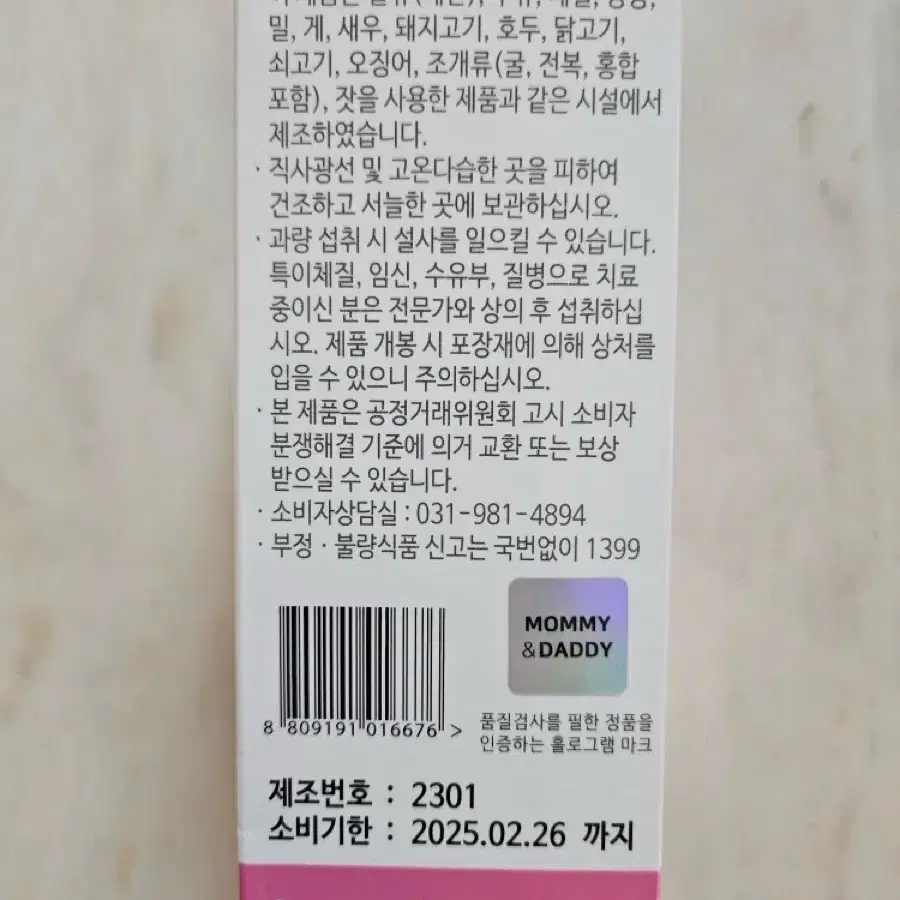 밀, 게, 새우, 돼지고기, 호두, 닭고기,
쇠고기, 오징어, 조개류(굴, 전복, 홍합
포함), 잣을 사용한 제품과 같은 시설에서
제조하였습니다.
· 직사광선 및 고온다습한 곳을 피하여
건조하고 서늘한 곳에 보관하십시오.
· 과량 섭취 시 설사를 일으킬 수 있습니다.
특이체질, 임신, 수유부, 질병으로 치료
중이신 분은 전문가와 상의 후 섭취하십
시오. 제품 개봉 시 포장재에 의해 상처를
입을 수 있으니 주의하십시오.
· 본 제품은 공정거래위원회 고시 소비자
분쟁해결 기준에 의거 교환 또는 보상
받으실 수 있습니다.
· 소비자상담실 : 031-981-4894
· 부정 · 불량식품 신고는 국번없이 1399
MOMMY
&DADDY
8 809191 016676 >
품질검사를 필한 정품을
인증하는 홀로그램 마크
제조번호 : 2301
소비기한 : 2025.02.26 까지